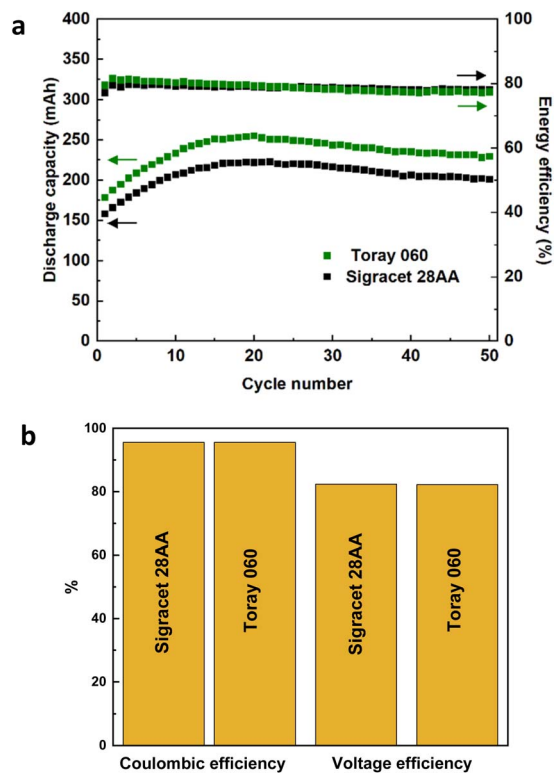 a
400
350
300
250
200
150
100
50
0
Discharge capacity (mAh)
100
80
60
40
20
0
Energy efficiency (%)
Toray 060
Sigracet 28AA
0 10 20 30 40 50
Cycle number
b
100
80
60
40
20
0
%
Sigracet 28AA
Toray 060
Sigracet 28AA
Toray 060
Coulombic efficiency Voltage efficiency